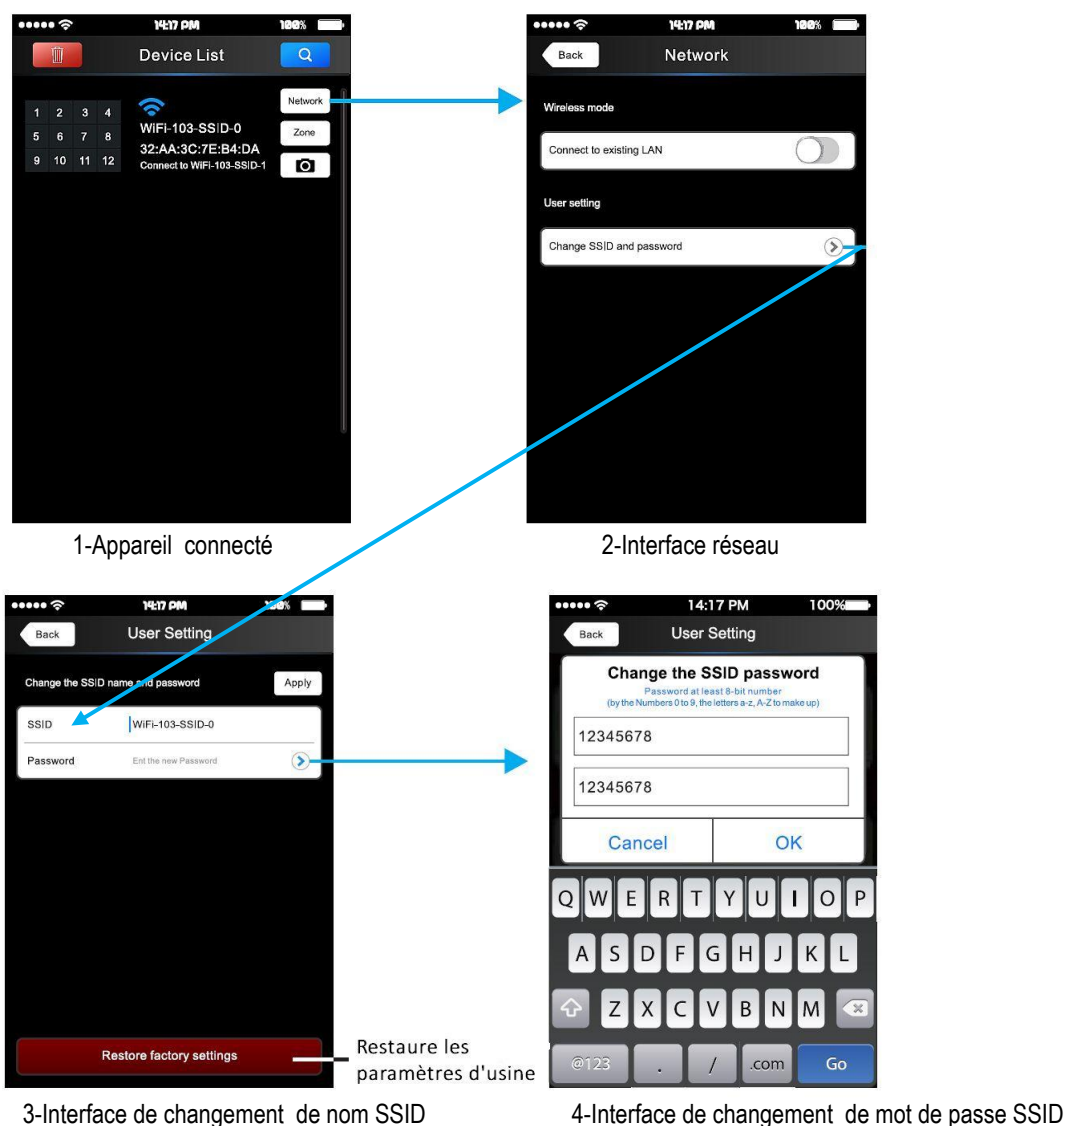 14:17 PM
100%
Device List
1 2 3 4
5 6 7 8
9 10 11 12
WiFi-103-SSID-0
32:AA:3C:7E:B4:DA
Connect to WiFi-103-SSID-1
Network
Zone
1-Appareil connecté
14:17 PM
100%
Back
Network
Wireless mode
Connect to existing LAN
User setting
Change SSID and password
2-Interface réseau
14:17 PM
100%
Back
User Setting
Change the SSID name and password
Apply
SSID
WiFi-103-SSID-0
Password
Ent the new Password
Restore factory settings
Restaure les
paramètres d'usine
3-Interface de changement de nom SSID
14:17 PM
100%
Back
User Setting
Change the SSID password
Password at least 8-bit number
(by the Numbers 0 to 9, the letters a-z, A-Z to make up)
12345678
12345678
Cancel
OK
Q W E R T Y U I O P
A S D F G H J K L
Z X C V B N M
@123 . / .com Go
4-Interface de changement de mot de passe SSID